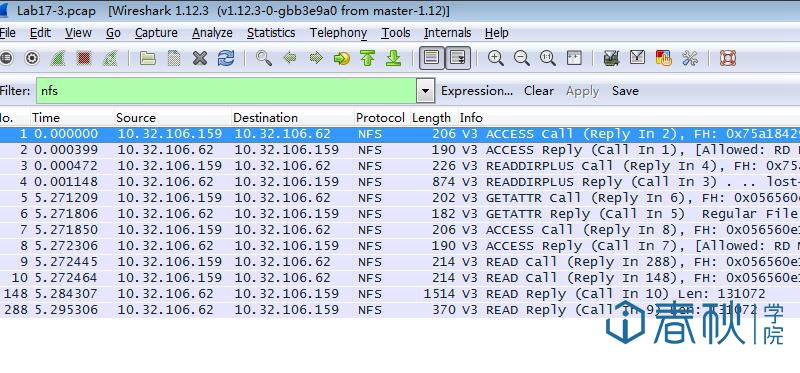 Lab17-3.pcap [Wireshark 1.12.3 (v1.12.3-0-gbb3e9a0 from master-1.12)]
File Edit View Go Capture Analyze Statistics Telephony Tools Internals Help
Filter: nfs Expression... Clear Apply Save
No. Time Source Destination Protocol Length Info
1 0.000000 10.32.106.159 10.32.106.62 NFS 206 V3 ACCESS Call (Reply In 2), FH: 0x75a1842
2 0.000399 10.32.106.62 10.32.106.159 NFS 190 V3 ACCESS Reply (Call In 1), [Allowed: RD
3 0.000472 10.32.106.159 10.32.106.62 NFS 226 V3 READDIRPLUS Call (Reply In 4), FH: 0x75
4 0.001148 10.32.106.62 10.32.106.159 NFS 874 V3 READDIRPLUS Reply (Call In 3) . .. lost-
5 5.271209 10.32.106.159 10.32.106.62 NFS 202 V3 GETATTR Call (Reply In 6), FH: 0x056560
6 5.271806 10.32.106.62 10.32.106.159 NFS 182 V3 GETATTR Reply (Call In 5) Regular File
7 5.271850 10.32.106.159 10.32.106.62 NFS 206 V3 ACCESS Call (Reply In 8), FH: 0x056560e
8 5.272306 10.32.106.62 10.32.106.159 NFS 190 V3 ACCESS Reply (Call In 7), [Allowed: RD
9 5.272445 10.32.106.159 10.32.106.62 NFS 214 V3 READ Call (Reply In 288), FH: 0x056560e
10 5.272464 10.32.106.159 10.32.106.62 NFS 214 V3 READ Call (Reply In 148), FH: 0x056560e
148 5.284307 10.32.106.62 10.32.106.159 NFS 1514 V3 READ Reply (Call In 10) Len: 131072
288 5.295306 10.32.106.62 10.32.106.159 NFS 370 V3 READ Reply (Call In 9) Len: 131072
春秋学院